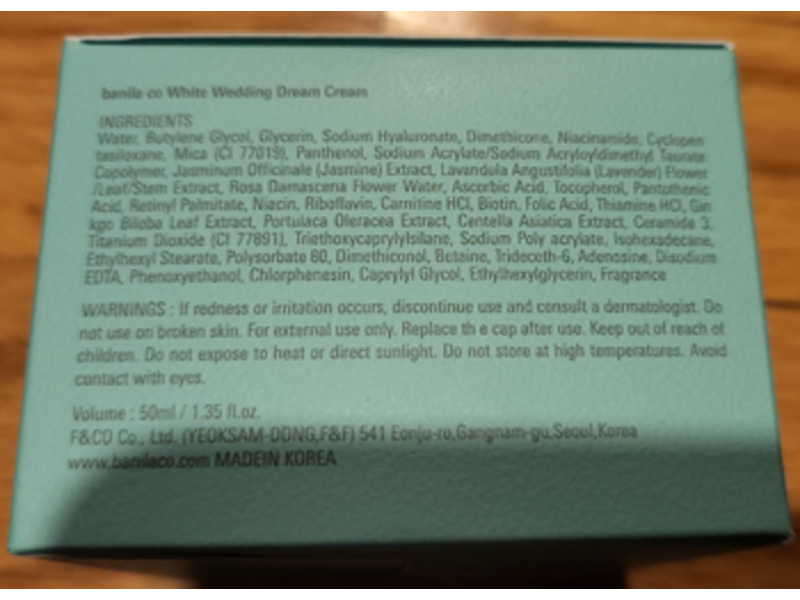 banila co White Wedding Dream Cream
INGREDIENTS
Water, Butylene Glycol, Glycerin, Sodium Hyaluronate, Dimethicone, Niacinamide, Cyclopen
tasiloxane, Mica (CI 77019), Panthenol, Sodium Acrylate/Sodium Acryloyldimethyl Taurate
Copolymer, Jasminum Officinale (Jasmine) Extract, Lavandula Angustifolia (Lavender) Flower
/Leaf/Stem Extract, Rosa Damascena Flower Water, Ascorbic Acid, Tocopherol, Pantothenic
Acid, Retinyl Palmitate, Niacin, Riboflavin, Carnitine HCl, Biotin, Folic Acid, Thiamine HCl, Gin
kgo Biloba Leaf Extract, Portulaca Oleracea Extract, Centella Asiatica Extract, Ceramide 3,
Titanium Dioxide (CI 77891), Triethoxycaprylylsilane, Sodium Poly acrylate, Isohexadecane,
Ethylhexyl Stearate, Polysorbate 80, Dimethiconol, Betaine, Trideceth-6, Adenosine, Disodium
EDTA, Phenoxyethanol, Chlorphenesin, Caprylyl Glycol, Ethylhexylglycerin, Fragrance
WARNINGS : If redness or irritation occurs, discontinue use and consult a dermatologist. Do
not use on broken skin. For external use only. Replace th e cap after use. Keep out of reach of
children. Do not expose to heat or direct sunlight. Do not store at high temperatures. Avoid
contact with eyes.
Volume : 50ml / 1.35 fl.oz.
F&CO Co., Ltd. (YEOKSAM-DONG,F&F) 541 Eonju-ro,Gangnam-gu,Seoul,Korea
www.banilaco.com MADEIN KOREA